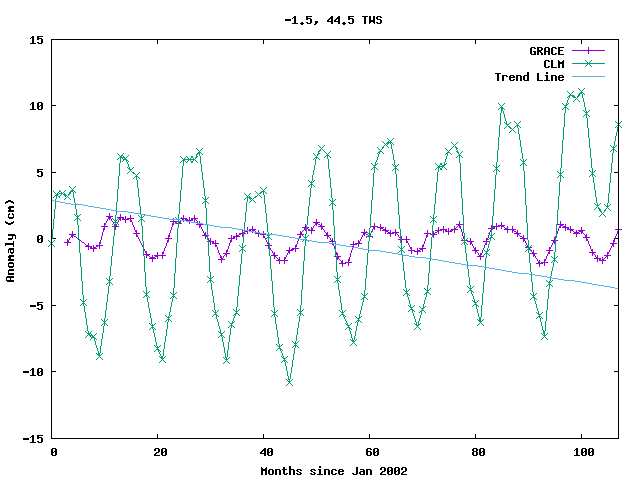 -1.5, 44.5 TWS
GRACE
CLM
Trend Line
15
10
5
0
-5
-10
-15
Anomaly (cm)
0 20 40 60 80 100
Months since Jan 2002